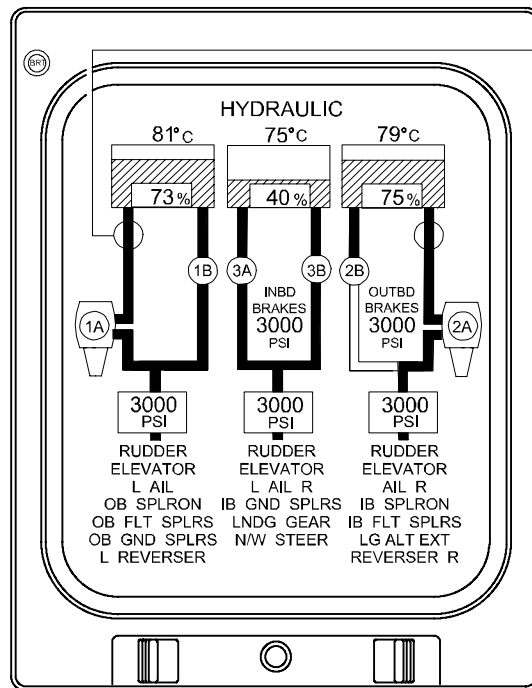 BRT
HYDRAULIC
81°C 75°C 79°C
73% 40% 75%
1B 3A 3B 2B
INBD OUTBD
BRAKES BRAKES
3000 3000
PSI PSI
1A 2A
3000 3000 3000
PSI PSI PSI
RUDDER RUDDER RUDDER
ELEVATOR ELEVATOR ELEVATOR
L AIL L AIL R AIL R
OB SPLRON IB GND SPLRS IB SPLRON
OB FLT SPLRS LNDG GEAR IB FLT SPLRS
OB GND SPLRS N/W STEER LG ALT EXT
L REVERSER REVERSER R